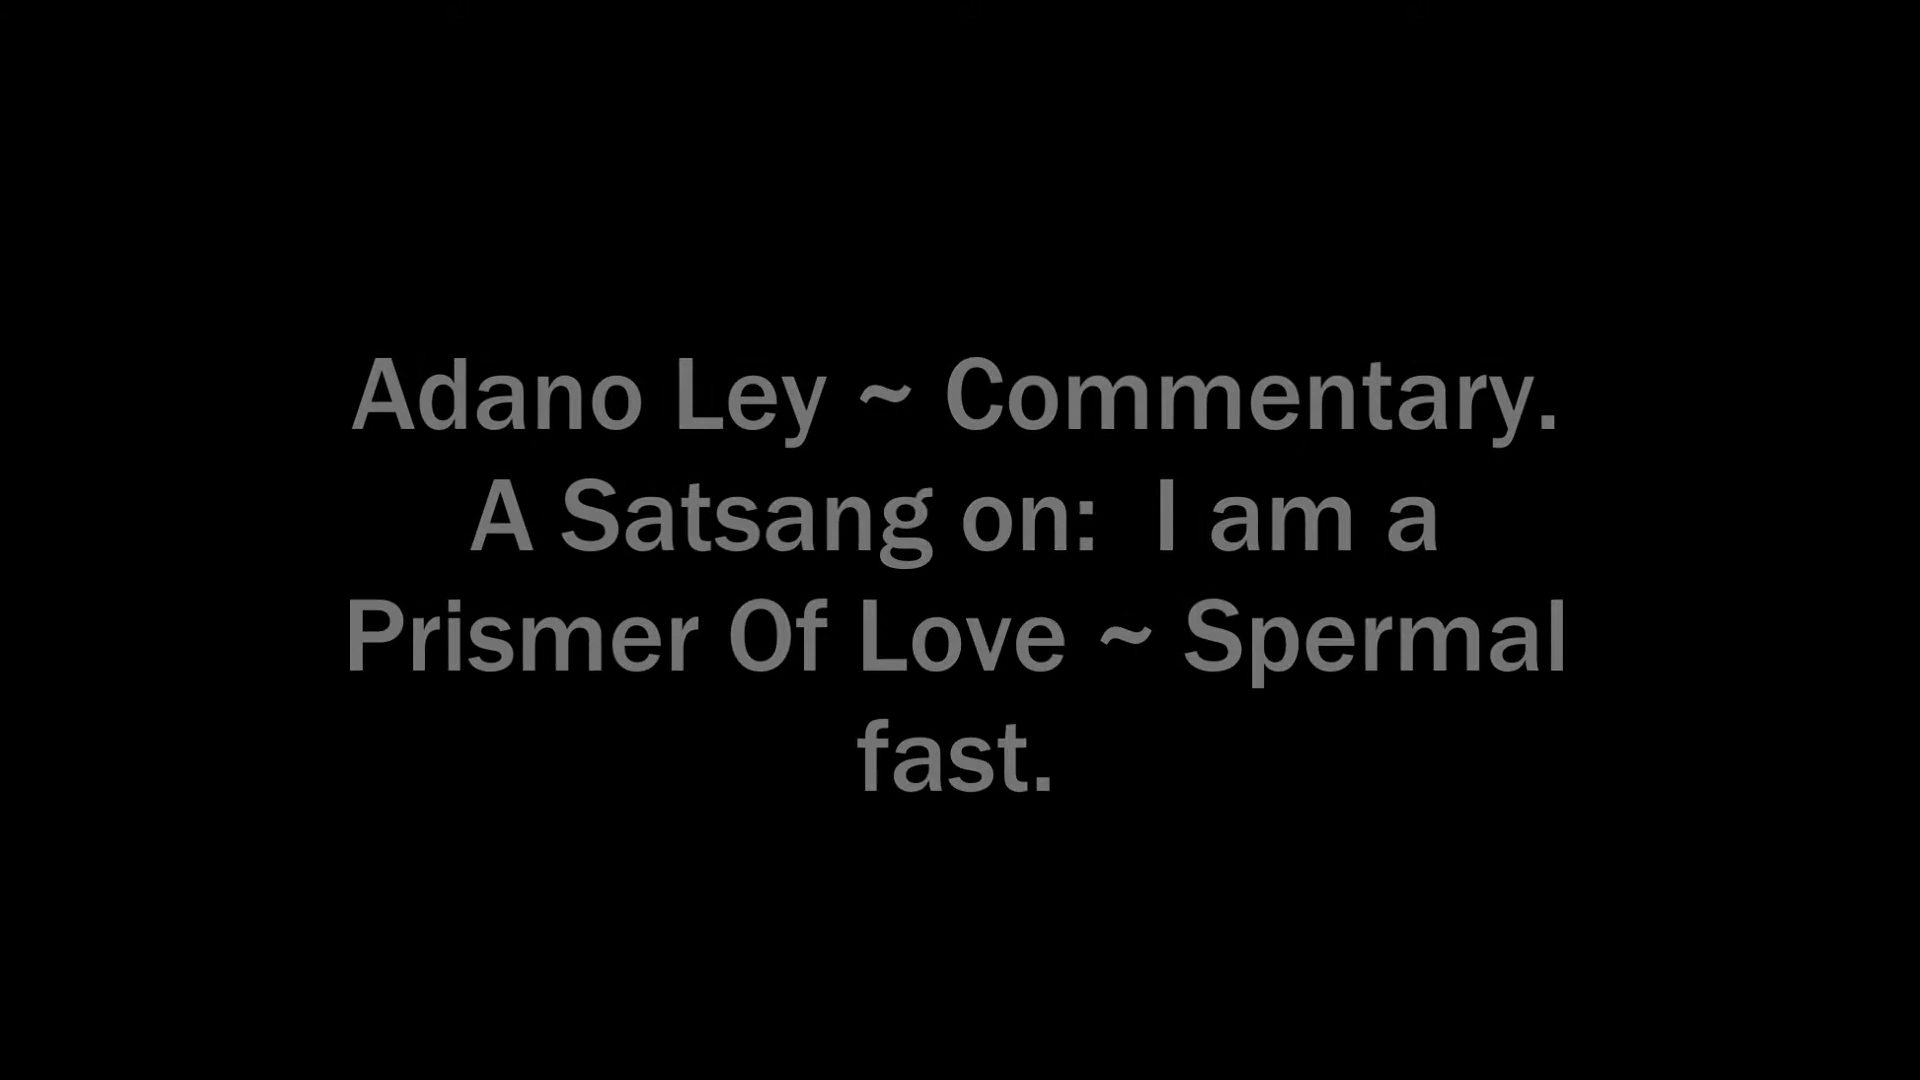 Adano Ley ~ Commentary.
A Satsang on:  I am a
Prismer Of Love ~ Spermal
fast.